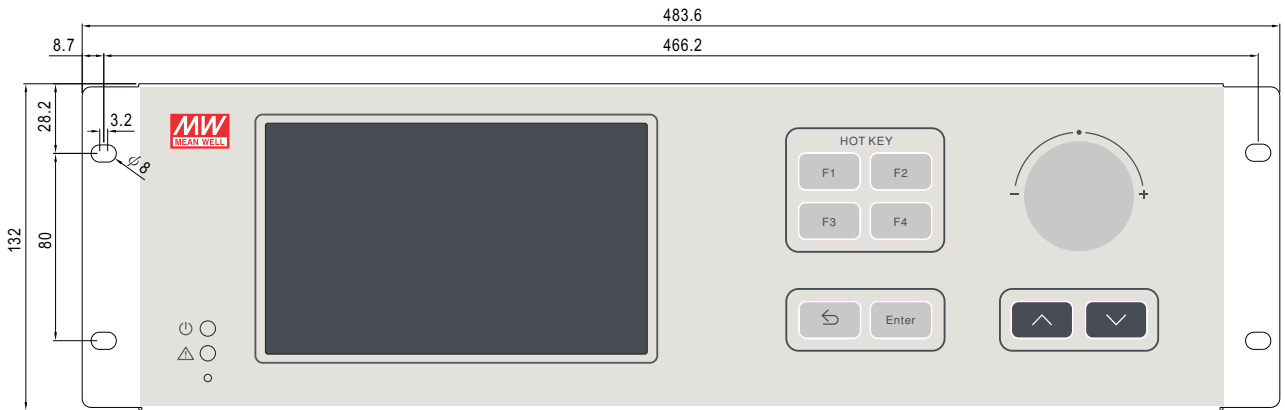 483.6
8.7
466.2
28.2
3.2
⌀8
132
80
MW
MEAN WELL
HOT KEY
F1 F2
F3 F4
− +
Enter